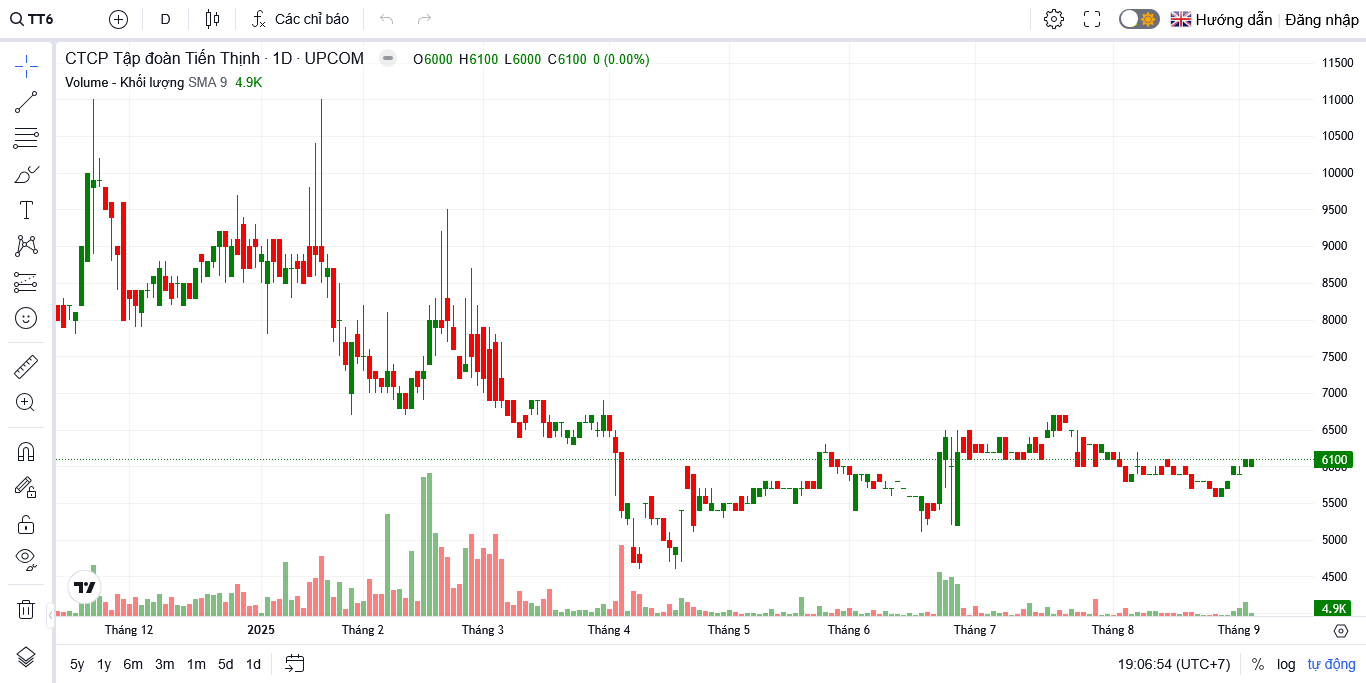 TT6 D Các chỉ báo Hướng dẫn Đăng nhập
CTCP Tập đoàn Tiến Thịnh · 1D · UPCOM O6000 H6100 L6000 C6100 0 (0.00%)
Volume - Khối lượng SMA 9 4.9K
11500
11000
10500
10000
9500
9000
8500
8000
7500
7000
6500
6100
6000
5500
5000
4500
4.9K
Tháng 12 2025 Tháng 2 Tháng 3 Tháng 4 Tháng 5 Tháng 6 Tháng 7 Tháng 8 Tháng 9
5y 1y 6m 3m 1m 5d 1d 19:06:54 (UTC+7) % log tự động